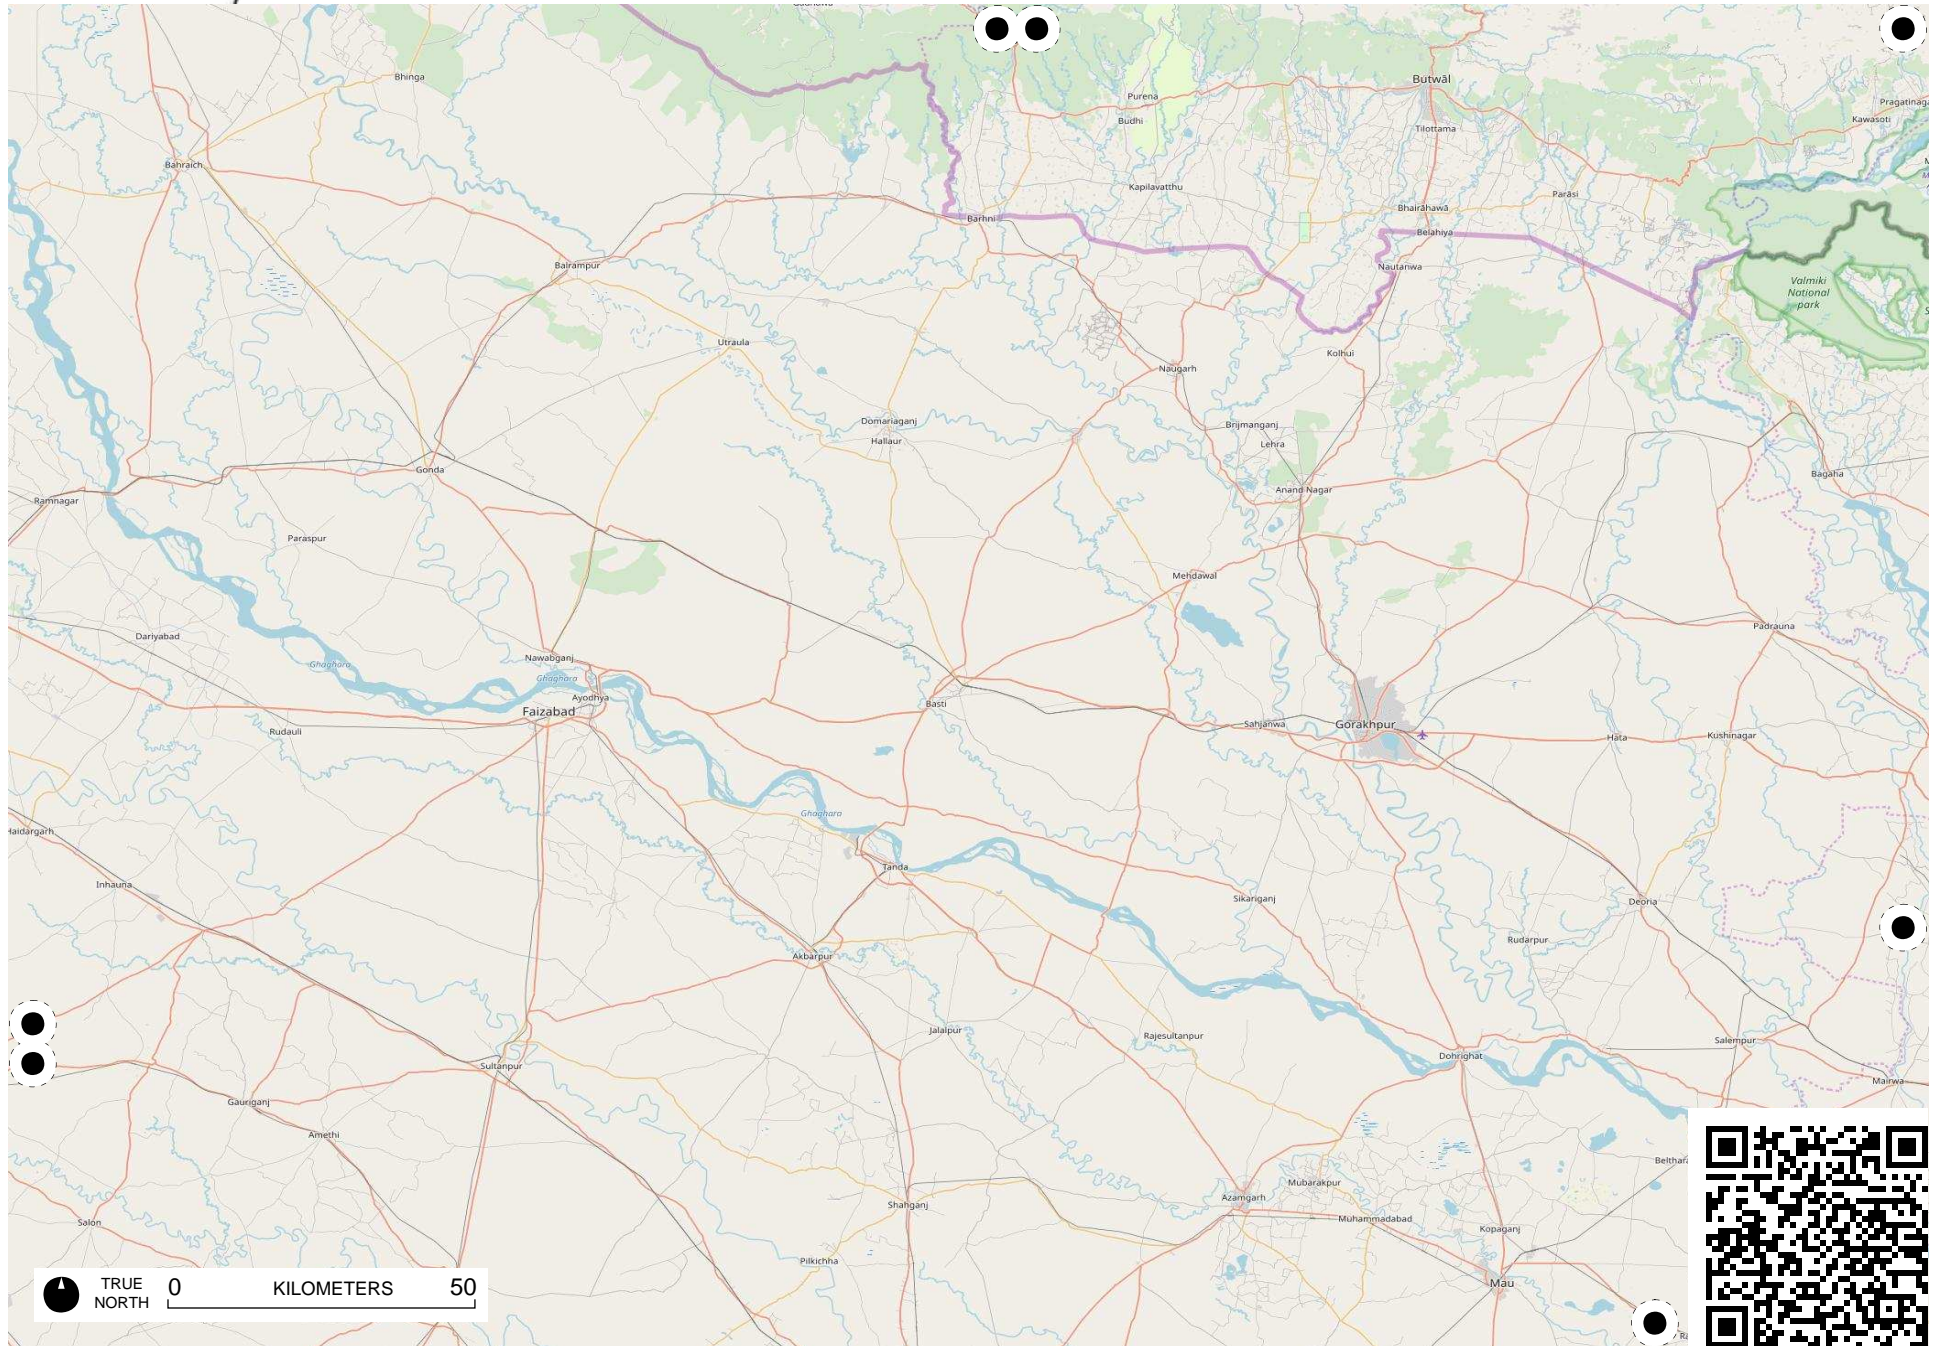 Bhinga
Butwāl
Purena
Budhi
Tilottama
Kawasoti
Bahraich
Kapilavatthu
Parāsi
Bhairāhawā
Barhni
Belahiya
Balrampur
Nautanwa
Valmiki
National
park
Utraula
Kolhui
Naugarh
Domariaganj
Hallaur
Brijmanganj
Lehra
Gonda
Bagaha
Anand Nagar
Ramnagar
Paraspur
Mehdawal
Dariyabad
Padrauna
Nawabganj
Ghaghara
Ghaghara
Ayodhya
Faizabad
Basti
Sahjanwa
Gorakhpur
Rudauli
Hata
Kushinagar
Ghaghara
Haidargarh
Tanda
Inhauna
Sikariganj
Deoria
Rudarpur
Akbarpur
Jalalpur
Rajesultanpur
Salempur
Dohrighat
Sultanpur
Mairwa
Gauriganj
Amethi
Belthara
Mubarakpur
Azamgarh
Shahganj
Muhammadabad
Salon
Kopaganj
Pilkichha
Mau
TRUE
NORTH
0 KILOMETERS 50